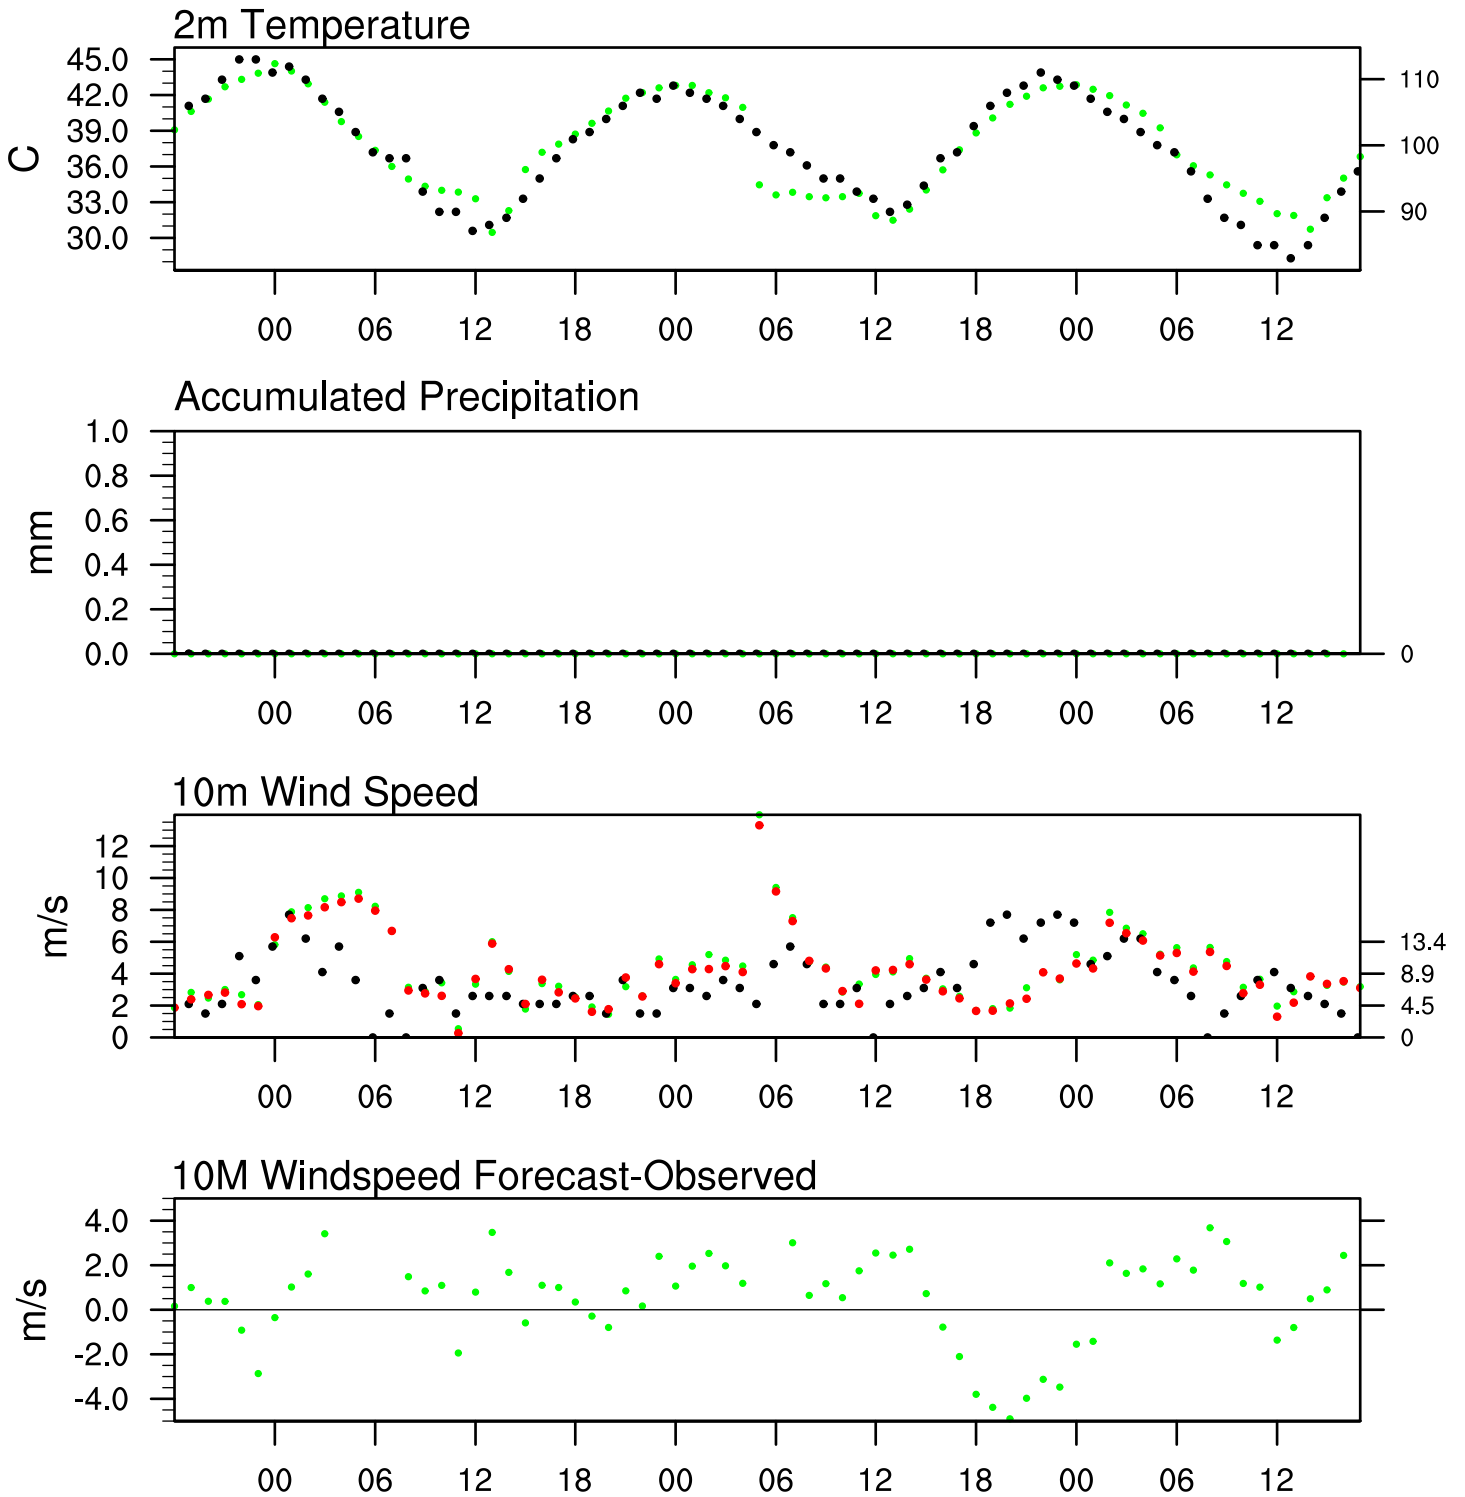 2m Temperature
45.0
42.0
39.0
36.0
33.0
30.0
C
110
100
90
00 06 12 18 00 06 12 18 00 06 12
Accumulated Precipitation
1.0
0.8
0.6
0.4
0.2
0.0
mm
0
00 06 12 18 00 06 12 18 00 06 12
10m Wind Speed
12
10
8
6
4
2
0
m/s
13.4
8.9
4.5
0
00 06 12 18 00 06 12 18 00 06 12
10M Windspeed Forecast-Observed
4.0
2.0
0.0
-2.0
-4.0
m/s
00 06 12 18 00 06 12 18 00 06 12